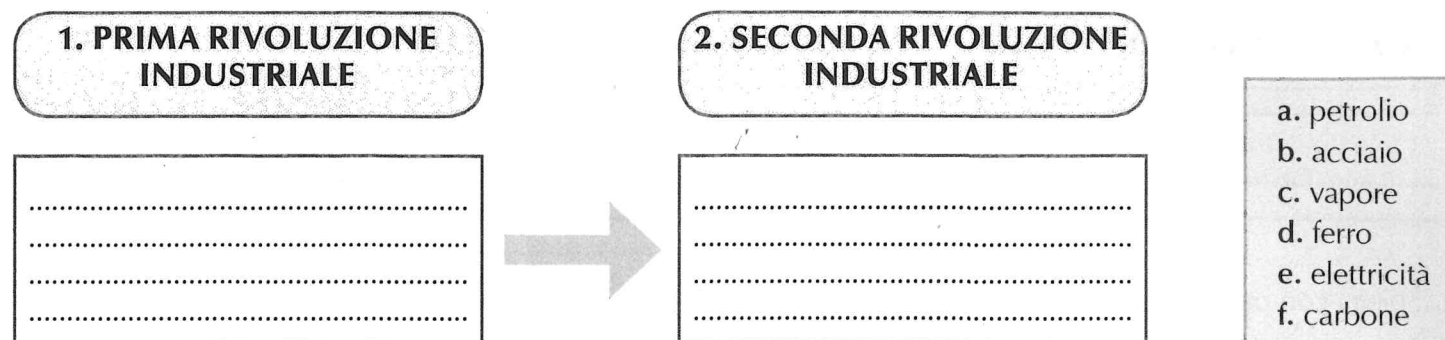 1. PRIMA RIVOLUZIONE
INDUSTRIALE
2. SECONDA RIVOLUZIONE
INDUSTRIALE
a. petrolio
b. acciaio
c. vapore
d. ferro
e. elettricità
f. carbone